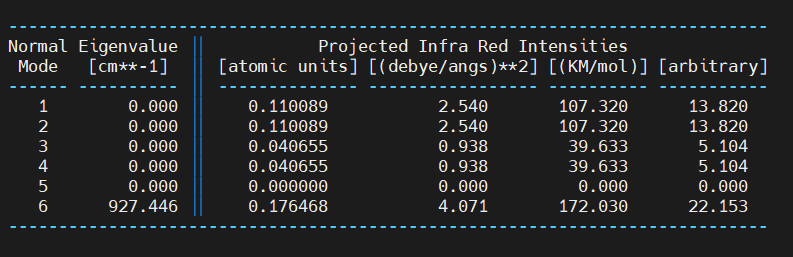 -----------------------------------------------------------------------------
Normal Eigenvalue || Projected Infra Red Intensities
Mode [cm**-1] || [atomic units] [(debye/angs)**2] [(KM/mol)] [arbitrary]
------ ---------- || -------------- ----------------- ---------- -----------
1 0.000 || 0.110089 2.540 107.320 13.820
2 0.000 || 0.110089 2.540 107.320 13.820
3 0.000 || 0.040655 0.938 39.633 5.104
4 0.000 || 0.040655 0.938 39.633 5.104
5 0.000 || 0.000000 0.000 0.000 0.000
6 927.446 || 0.176468 4.071 172.030 22.153
-----------------------------------------------------------------------------